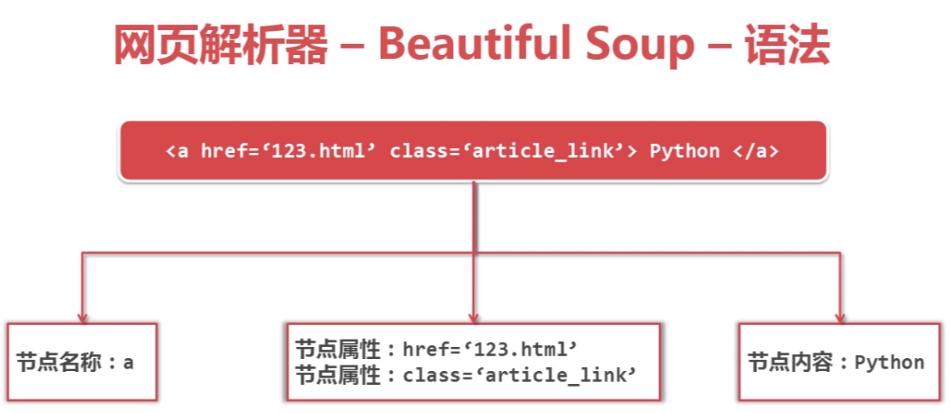 网页解析器 – Beautiful Soup – 语法
<a href=‘123.html’ class=‘article_link’> Python </a>
节点名称：a
节点属性：href=‘123.html’
节点属性：class=‘article_link’
节点内容：Python